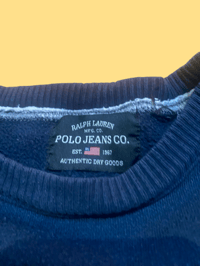 RALPH LAUREN
MFG. CO.
POLO JEANS CO.
EST. 1967
AUTHENTIC DRY GOODS